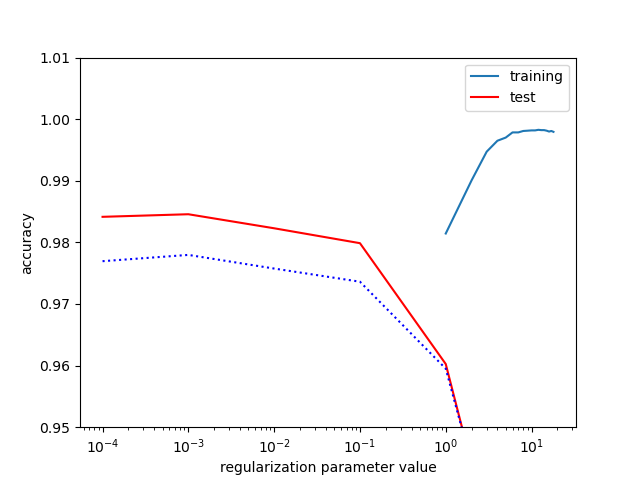 1.01
1.00
0.99
0.98
0.97
0.96
0.95
accuracy
training
test
10⁻⁴ 10⁻³ 10⁻² 10⁻¹ 10⁰ 10¹
regularization parameter value